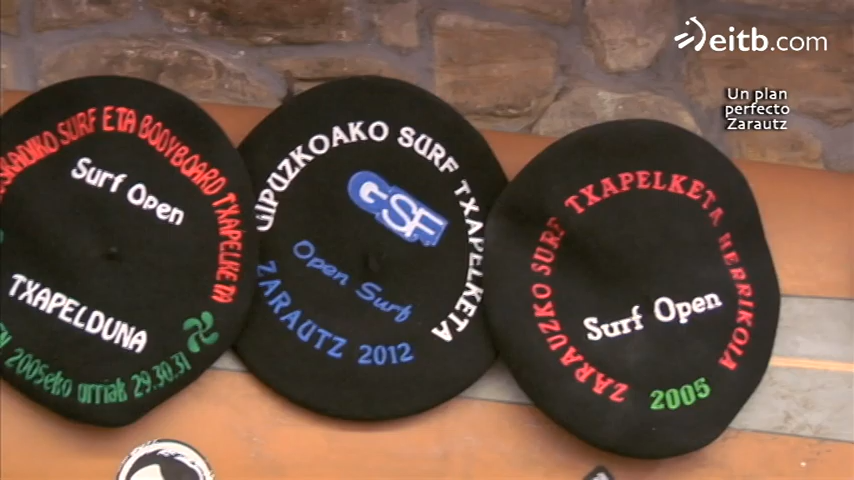 eitb.com
Un plan
perfecto
Zarautz
SURF ETA BODYBOARD TXAPELKETA
Surf Open
TXAPELDUNA
2005eko urriak 29.30.31
GIPUZKOAKO SURF TXAPELKETA
GSF
Open Surf
ZARAUTZ 2012
ZARAUZKO SURF TXAPELKETA HERRIKOIA
Surf Open
2005